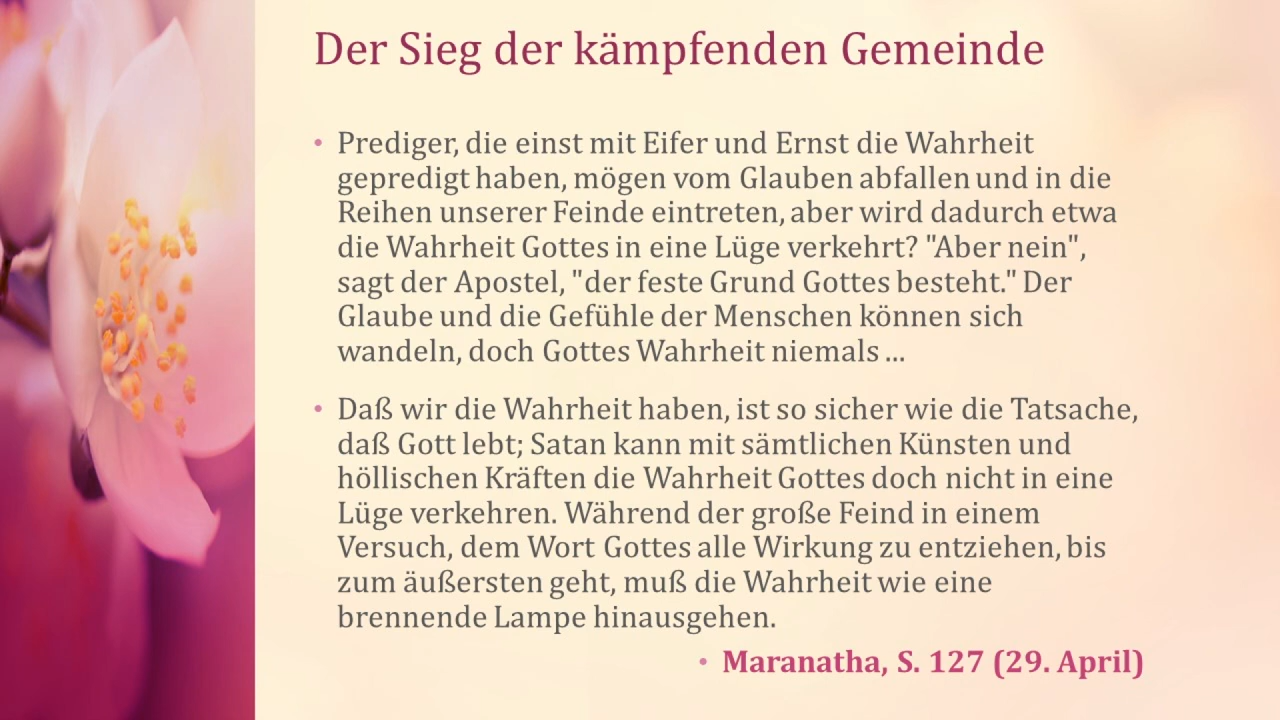 Der Sieg der kämpfenden Gemeinde
• Prediger, die einst mit Eifer und Ernst die Wahrheit
gepredigt haben, mögen vom Glauben abfallen und in die
Reihen unserer Feinde eintreten, aber wird dadurch etwa
die Wahrheit Gottes in eine Lüge verkehrt? "Aber nein",
sagt der Apostel, "der feste Grund Gottes besteht." Der
Glaube und die Gefühle der Menschen können sich
wandeln, doch Gottes Wahrheit niemals ...
• Daß wir die Wahrheit haben, ist so sicher wie die Tatsache,
daß Gott lebt; Satan kann mit sämtlichen Künsten und
höllischen Kräften die Wahrheit Gottes doch nicht in eine
Lüge verkehren. Während der große Feind in einem
Versuch, dem Wort Gottes alle Wirkung zu entziehen, bis
zum äußersten geht, muß die Wahrheit wie eine
brennende Lampe hinausgehen.
• Maranatha, S. 127 (29. April)